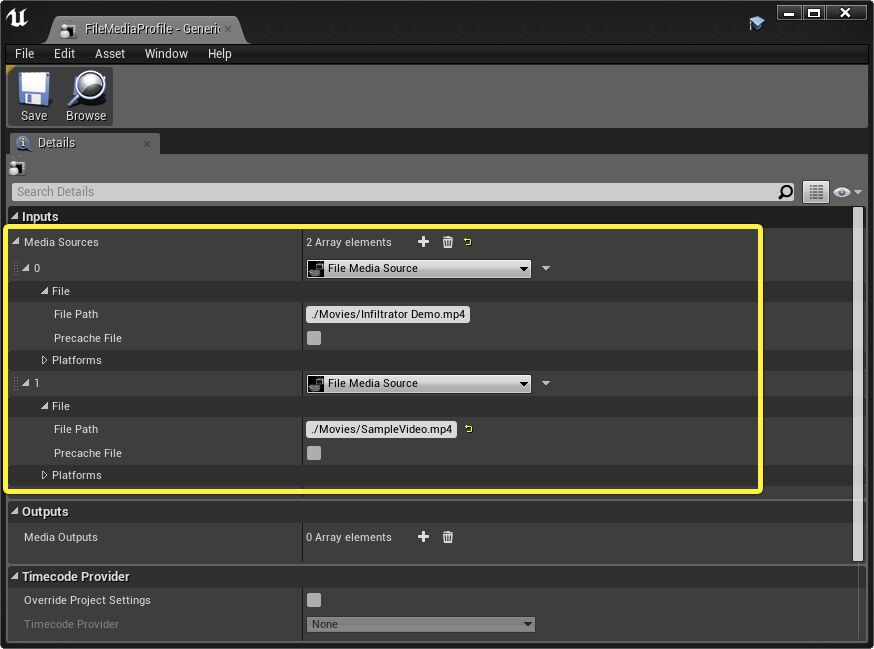 FileMediaProfile - Generic
File Edit Asset Window Help
Save Browse
Details
Search Details
Inputs
Media Sources 2 Array elements
0 File Media Source
File
File Path ./Movies/Infiltrator Demo.mp4
Precache File
Platforms
1 File Media Source
File
File Path ./Movies/SampleVideo.mp4
Precache File
Platforms
Outputs
Media Outputs 0 Array elements
Timecode Provider
Override Project Settings
Timecode Provider None